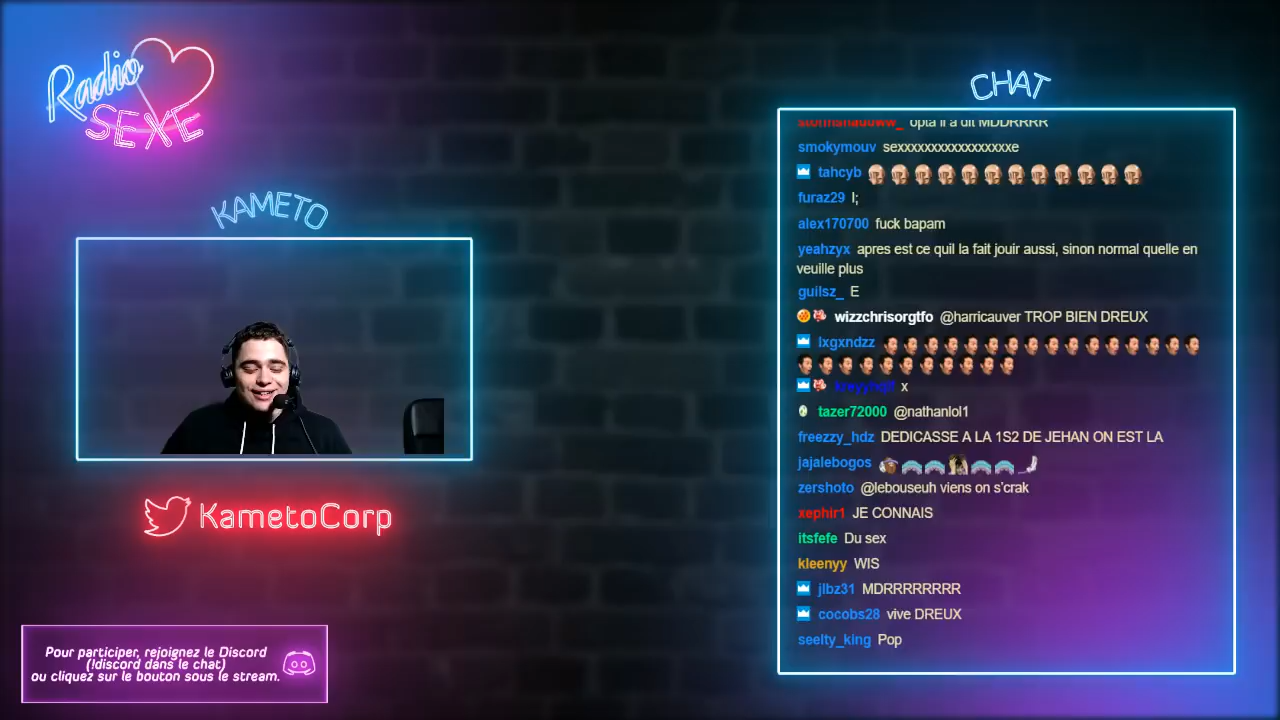 Radio
SEXE
KAMETO
KametoCorp
Pour participer, rejoignez le Discord
(!discord dans le chat)
ou cliquez sur le bouton sous le stream.
CHAT
opta il a dit MDDRRRR
smokymouv sexxxxxxxxxxxxxxxxxe
tahcyb
furaz29 l;
alex170700 fuck bapam
yeahzyx apres est ce quil la fait jouir aussi, sinon normal quelle en
veuille plus
guilsz_ E
wizzchrisorgtfo @harricauver TROP BIEN DREUX
lxgxndzz
x
tazer72000 @nathanlol1
freezzy_hdz DEDICASSE A LA 1S2 DE JEHAN ON EST LA
jajalebogos
zershoto @lebouseuh viens on s'crak
xephir1 JE CONNAIS
itsfefe Du sex
kleenyy WIS
jlbz31 MDRRRRRRRR
cocobs28 vive DREUX
seelty_king Pop